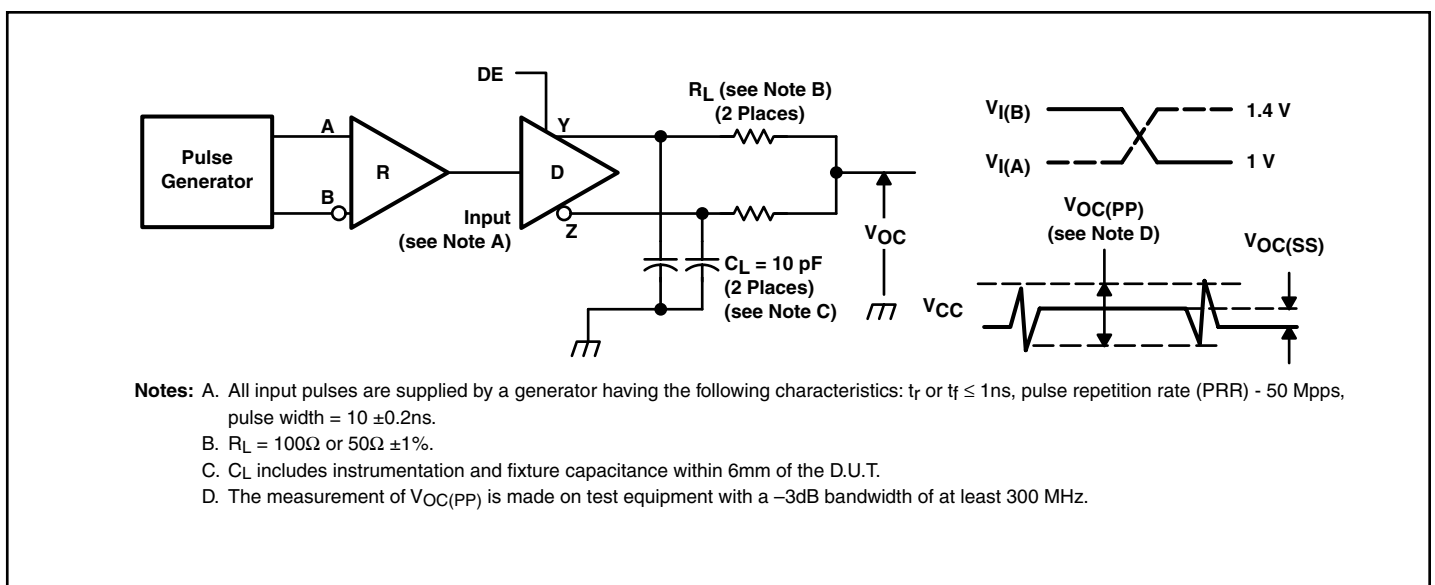 DE
RL (see Note B)
(2 Places)
A
Y
Pulse
Generator
R
D
B
Input
(see Note A)
Z
VOC
CL = 10 pF
(2 Places)
(see Note C)
VI(B)
1.4 V
VI(A)
1 V
VOC(PP)
(see Note D)
VOC(SS)
VCC
Notes: A. All input pulses are supplied by a generator having the following characteristics: tr or tf ≤ 1ns, pulse repetition rate (PRR) - 50 Mpps,
pulse width = 10 ±0.2ns.
B. RL = 100Ω or 50Ω ±1%.
C. CL includes instrumentation and fixture capacitance within 6mm of the D.U.T.
D. The measurement of VOC(PP) is made on test equipment with a –3dB bandwidth of at least 300 MHz.